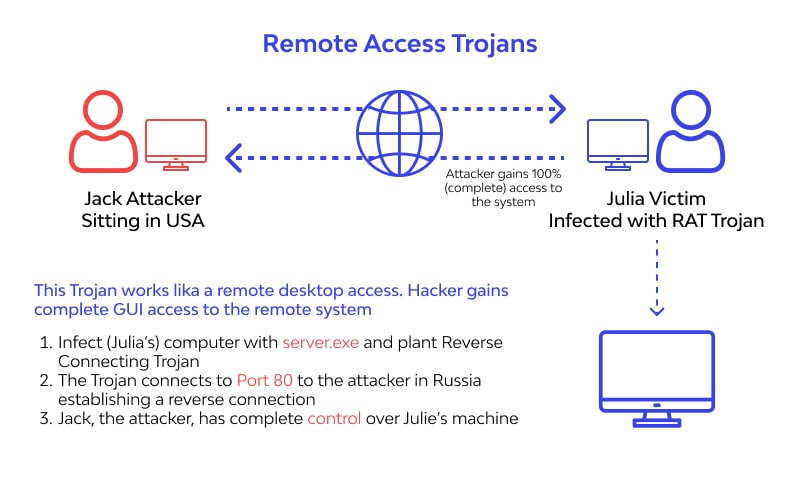 Remote Access Trojans
Attacker gains 100%
(complete) access to
the system
Jack Attacker
Sitting in USA
Julia Victim
Infected with RAT Trojan
This Trojan works lika a remote desktop access. Hacker gains
complete GUI access to the remote system
1. Infect (Julia's) computer with server.exe and plant Reverse
Connecting Trojan
2. The Trojan connects to Port 80 to the attacker in Russia
establishing a reverse connection
3. Jack, the attacker, has complete control over Julie's machine